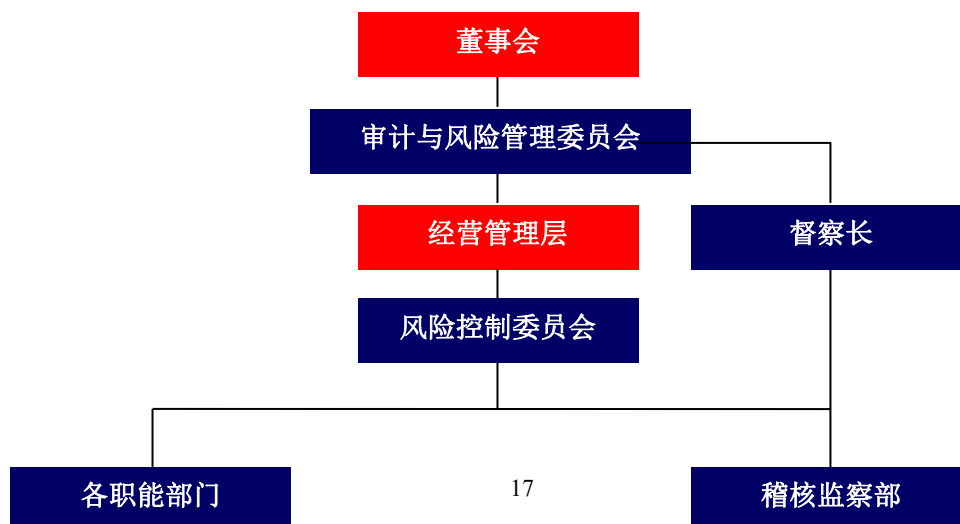 董事会
审计与风险管理委员会
经营管理层
督察长
风险控制委员会
各职能部门
17
稽核监察部